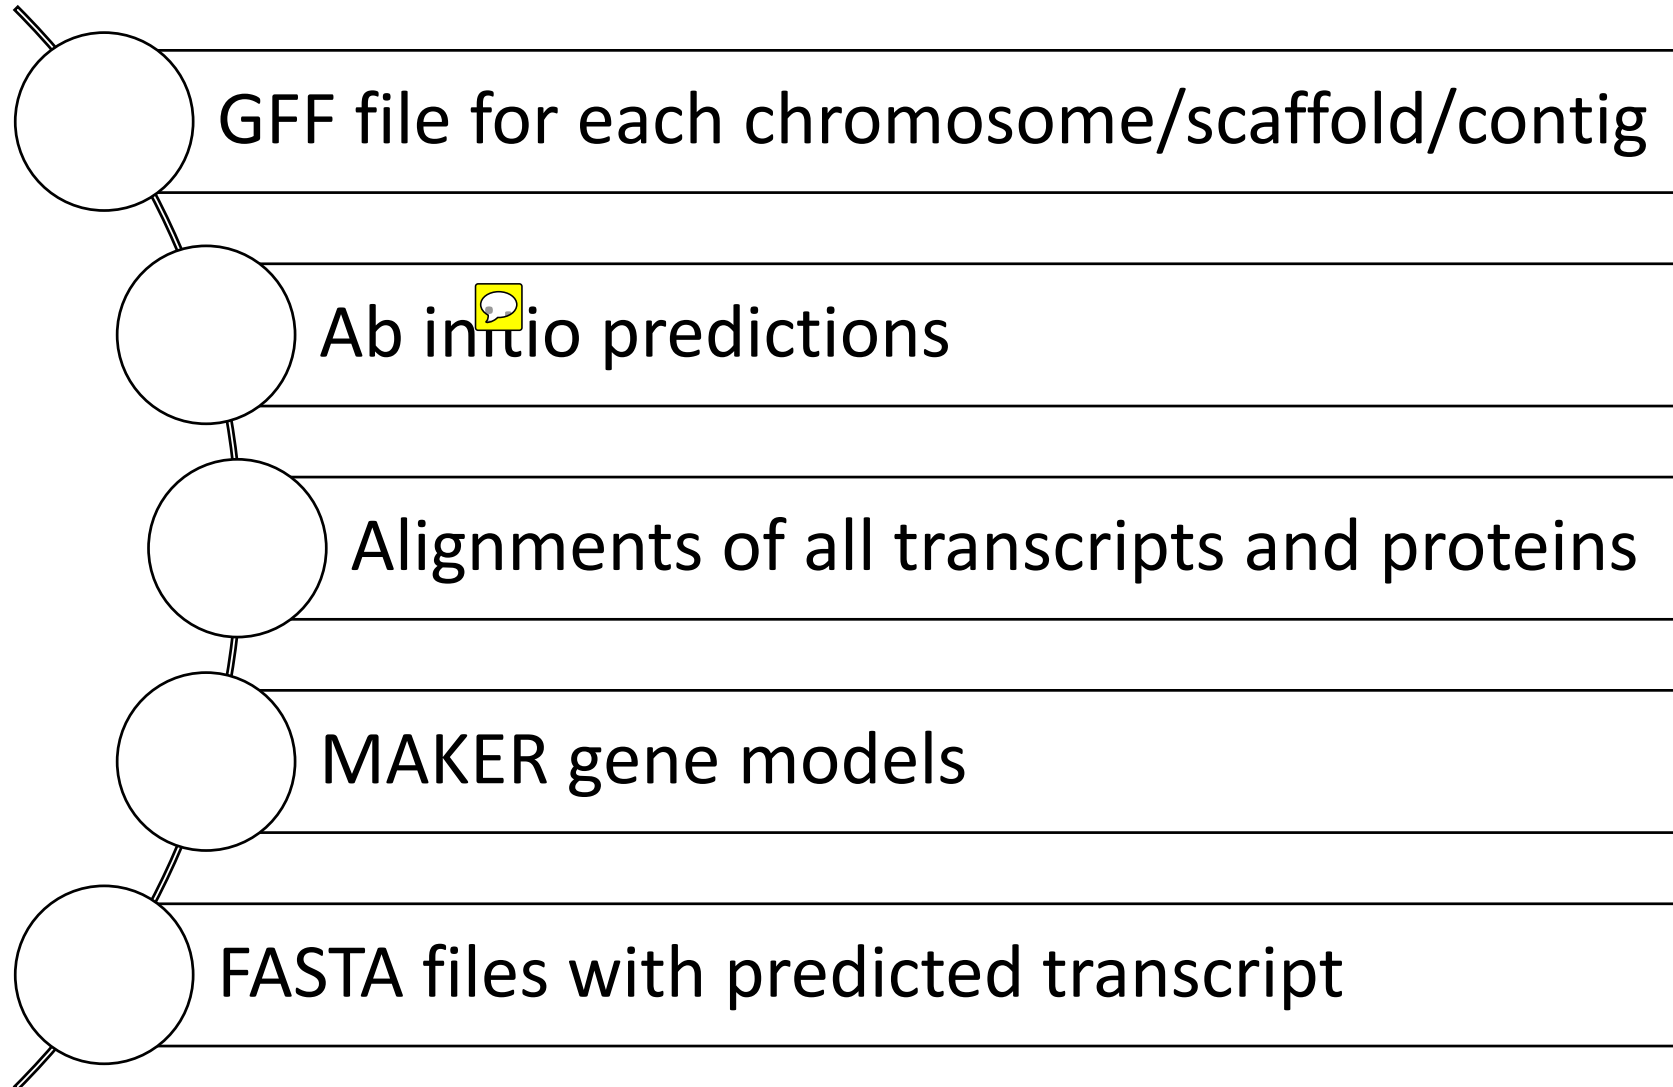 GFF file for each chromosome/scaffold/contig
Ab initio predictions
Alignments of all transcripts and proteins
MAKER gene models
FASTA files with predicted transcript